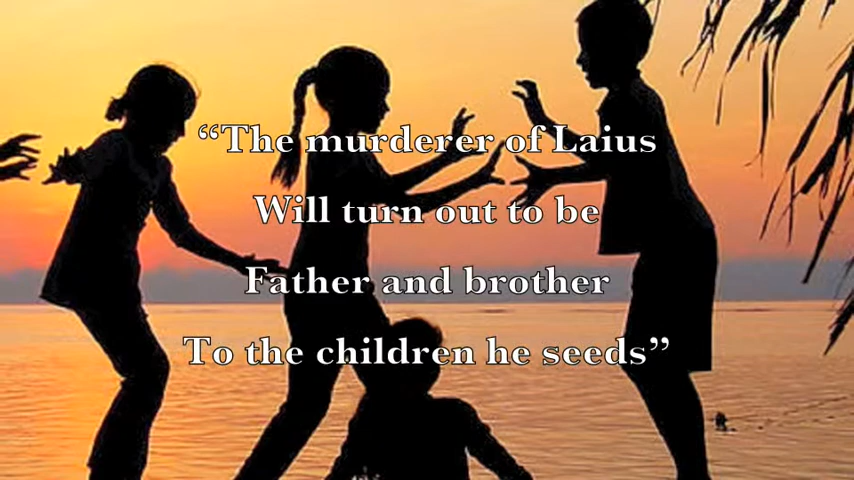 “The murderer of Laius
Will turn out to be
Father and brother
To the children he seeds”